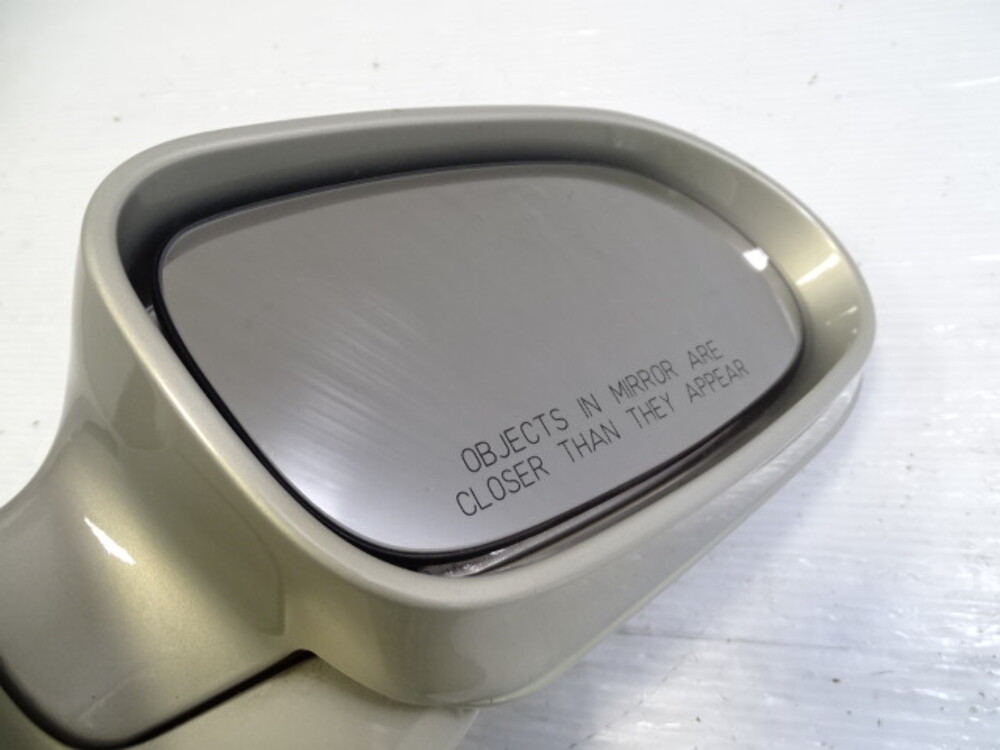 OBJECTS IN MIRROR ARE
CLOSER THAN THEY APPEAR